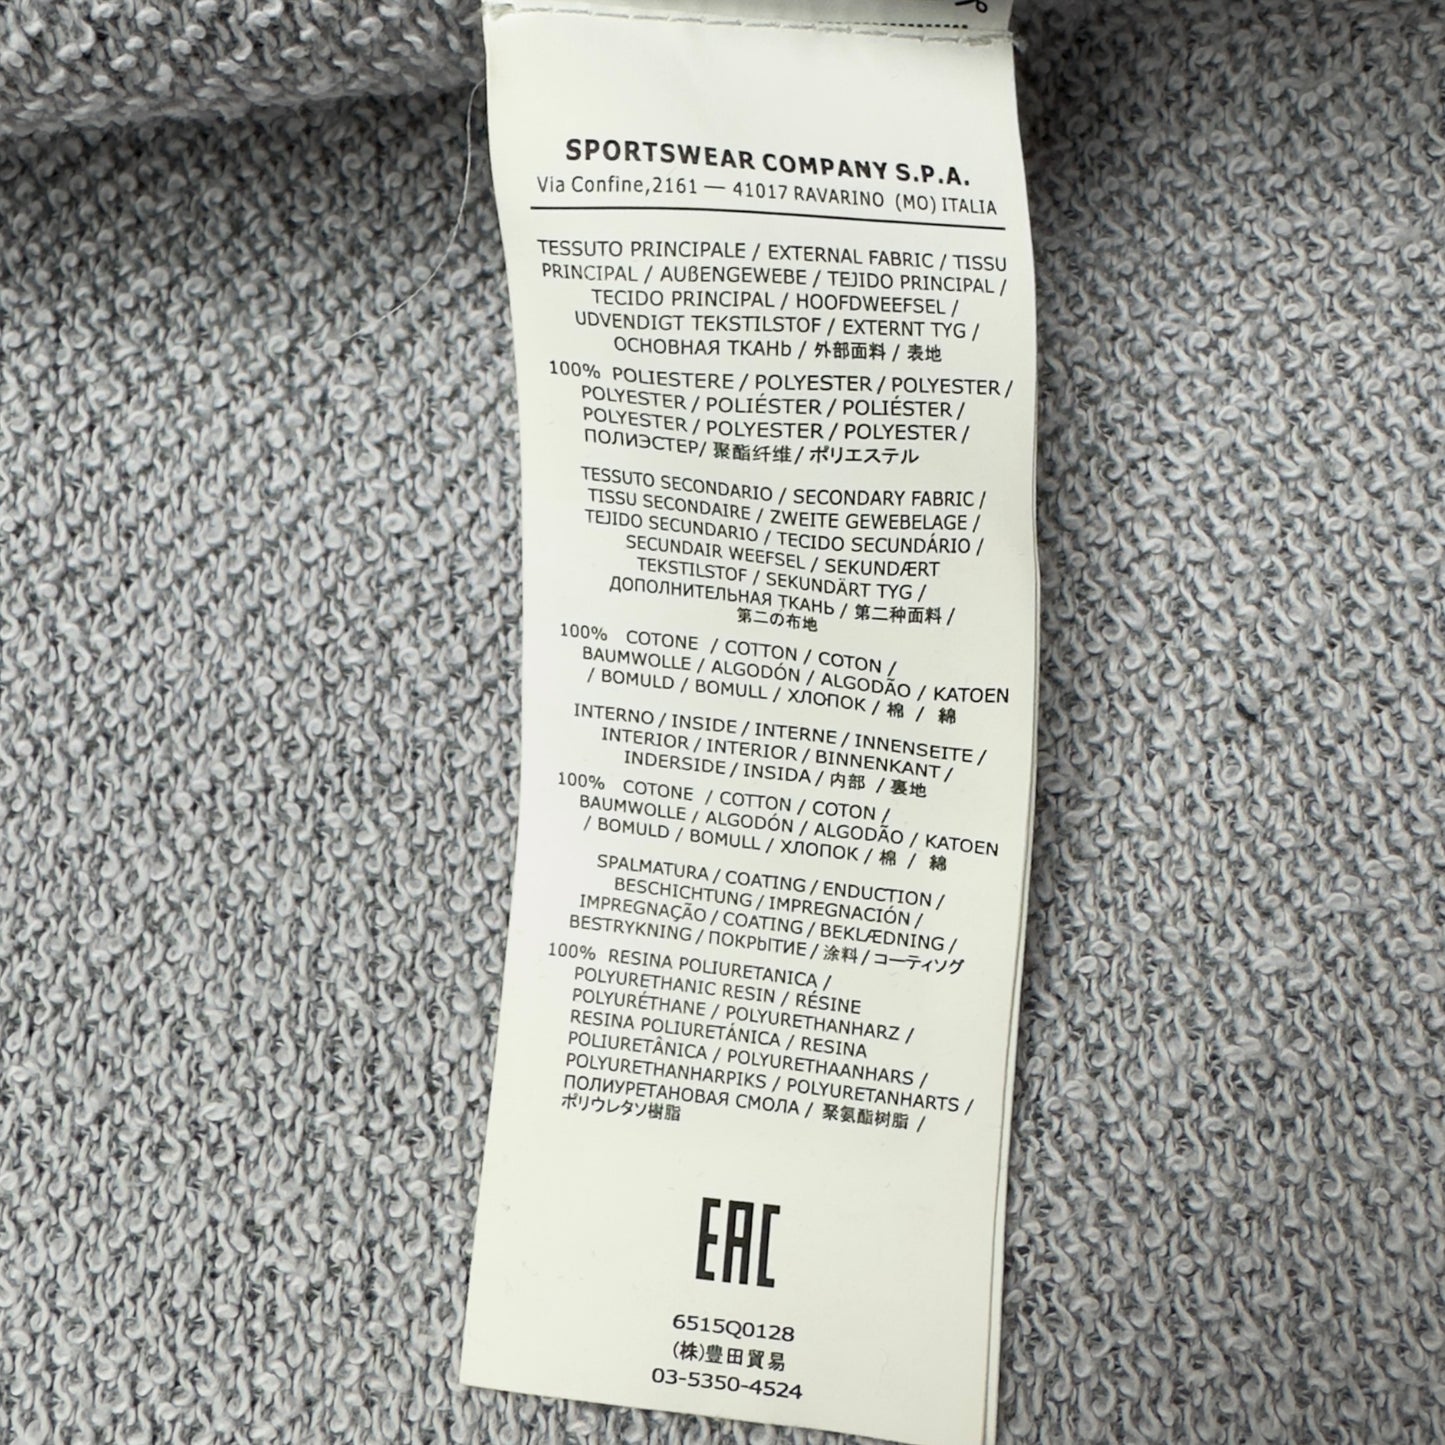 SPORTSWEAR COMPANY S.P.A.
Via Confine,2161 — 41017 RAVARINO (MO) ITALIA
TESSUTO PRINCIPALE / EXTERNAL FABRIC / TISSU
PRINCIPAL / AUßENGEWEBE / TEJIDO PRINCIPAL /
TECIDO PRINCIPAL / HOOFDWEEFSEL /
UDVENDIGT TEKSTILSTOF / EXTERNT TYG /
ОСНОВНАЯ ТКАНЬ / 外部面料 / 表地
100% POLIESTERE / POLYESTER / POLYESTER /
POLYESTER / POLIÉSTER / POLIÉSTER /
POLYESTER / POLYESTER / POLYESTER /
ПОЛИЭСТЕР/ 聚酯纤维/ ポリエステル
TESSUTO SECONDARIO / SECONDARY FABRIC /
TISSU SECONDAIRE / ZWEITE GEWEBELAGE /
TEJIDO SECUNDARIO / TECIDO SECUNDÁRIO /
SECUNDAIR WEEFSEL / SEKUNDÆRT
TEKSTILSTOF / SEKUNDÄRT TYG /
ДОПОЛНИТЕЛЬНАЯ ТКАНЬ / 第二种面料 /
第二の布地
100% COTONE / COTTON / COTON /
BAUMWOLLE / ALGODÓN / ALGODÃO / KATOEN
/ BOMULD / BOMULL / ХЛОПОК / 棉 / 綿
INTERNO / INSIDE / INTERNE / INNENSEITE /
INTERIOR / INTERIOR / BINNENKANT /
INDERSIDE / INSIDA / 内部 / 裏地
100% COTONE / COTTON / COTON /
BAUMWOLLE / ALGODÓN / ALGODÃO / KATOEN
/ BOMULD / BOMULL / ХЛОПОК / 棉 / 綿
SPALMATURA / COATING / ENDUCTION /
BESCHICHTUNG / IMPREGNACIÓN /
IMPREGNAÇÃO / COATING / BEKLÆDNING /
BESTRYKNING / ПОКРЫТИЕ / 涂料 / コーティング
100% RESINA POLIURETANICA /
POLYURETHANIC RESIN / RÉSINE
POLYURÉTHANE / POLYURETHANHARZ /
RESINA POLIURETÁNICA / RESINA
POLIURETÂNICA / POLYURETHAANHARS /
POLYURETHANHARPIKS / POLYURETANHARTS /
ПОЛИУРЕТАНОВАЯ СМОЛА / 聚氨酯树脂 /
ポリウレタン樹脂
EAC
6515Q0128
(株)豊田貿易
03-5350-4524